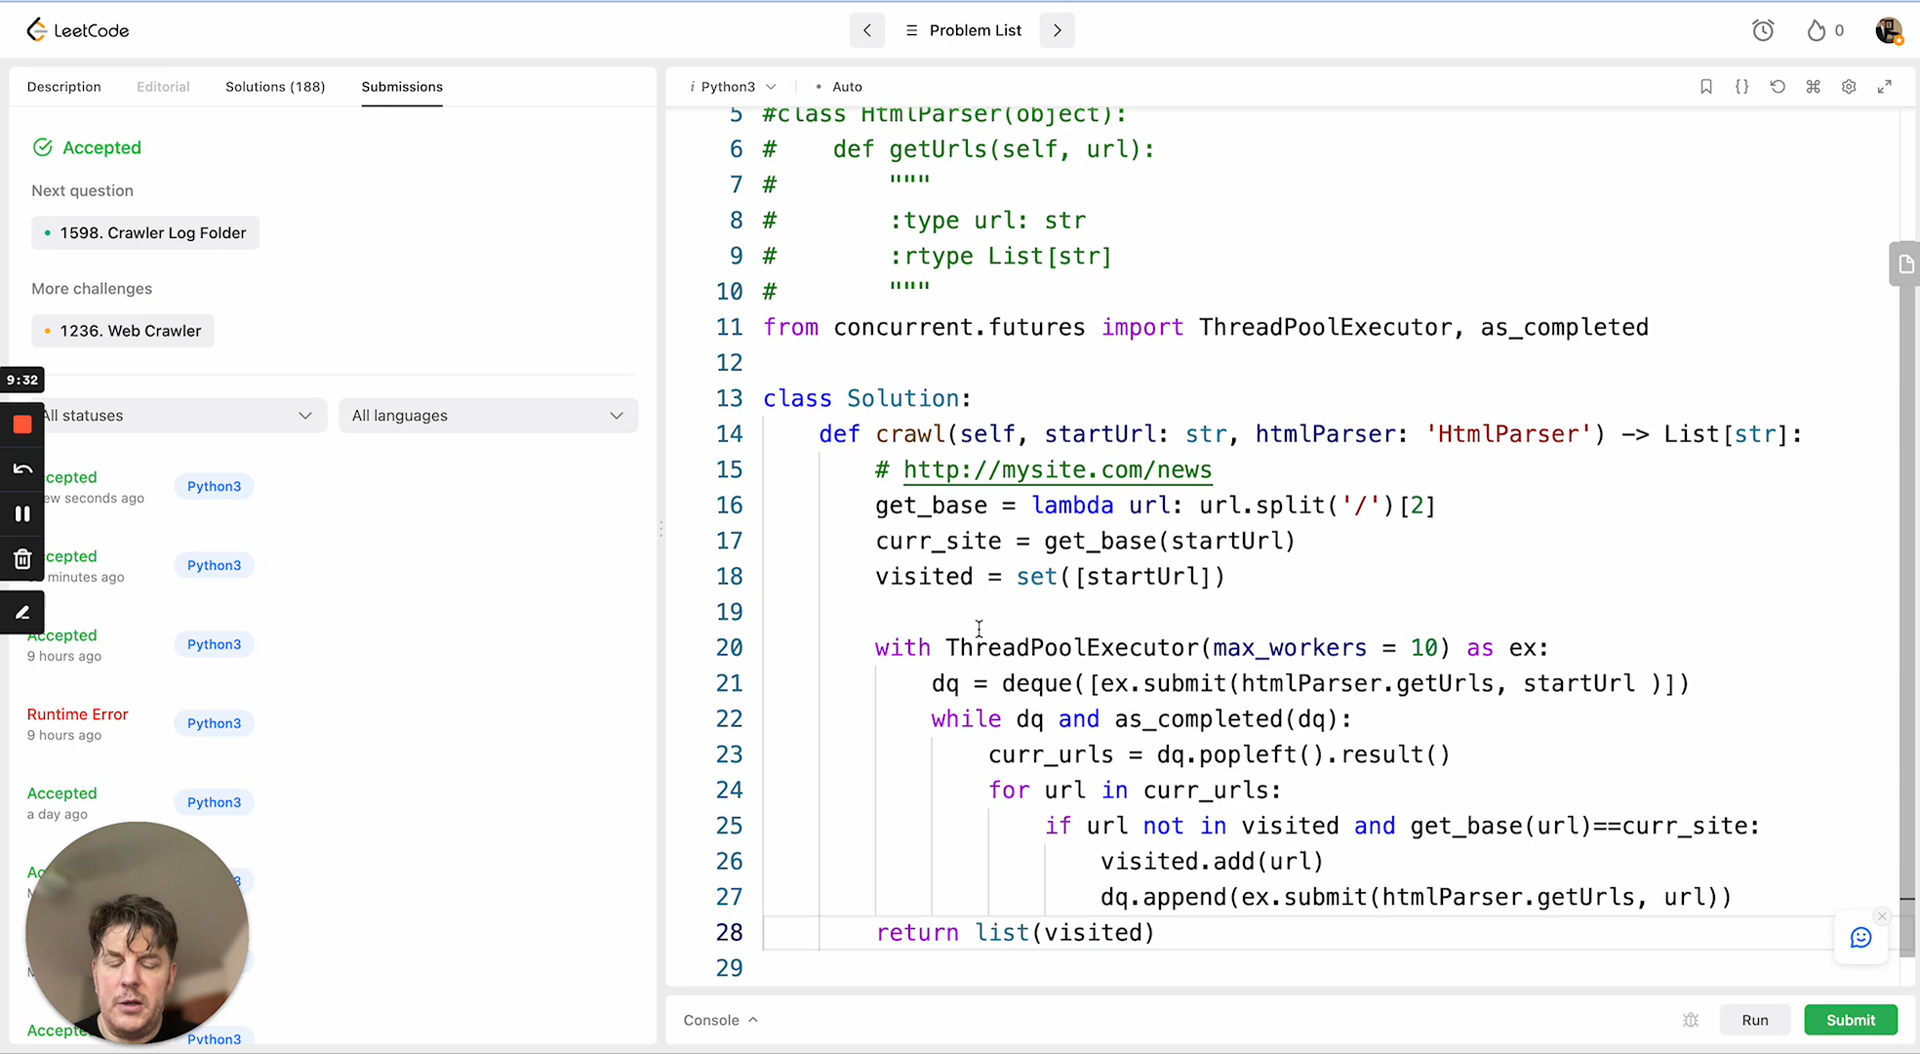 LeetCode
Problem List
0
Description Editorial Solutions (188) Submissions
Accepted
Next question
1598. Crawler Log Folder
More challenges
1236. Web Crawler
9:32
All statuses
All languages
ccepted
ew seconds ago
Python3
ccepted
minutes ago
Python3
Accepted
9 hours ago
Python3
Runtime Error
9 hours ago
Python3
Accepted
a day ago
Python3
Ac
3
Accepte
Python3
i Python3
Auto
5 #class HtmlParser(object):
6 #    def getUrls(self, url):
7 #        """
8 #        :type url: str
9 #        :rtype List[str]
10 #        """
11 from concurrent.futures import ThreadPoolExecutor, as_completed
12
13 class Solution:
14     def crawl(self, startUrl: str, htmlParser: 'HtmlParser') -> List[str]:
15         # http://mysite.com/news
16         get_base = lambda url: url.split('/')[2]
17         curr_site = get_base(startUrl)
18         visited = set([startUrl])
19
20         with ThreadPoolExecutor(max_workers = 10) as ex:
21             dq = deque([ex.submit(htmlParser.getUrls, startUrl )])
22             while dq and as_completed(dq):
23                 curr_urls = dq.popleft().result()
24                 for url in curr_urls:
25                     if url not in visited and get_base(url)==curr_site:
26                         visited.add(url)
27                         dq.append(ex.submit(htmlParser.getUrls, url))
28         return list(visited)
29
Console
Run
Submit